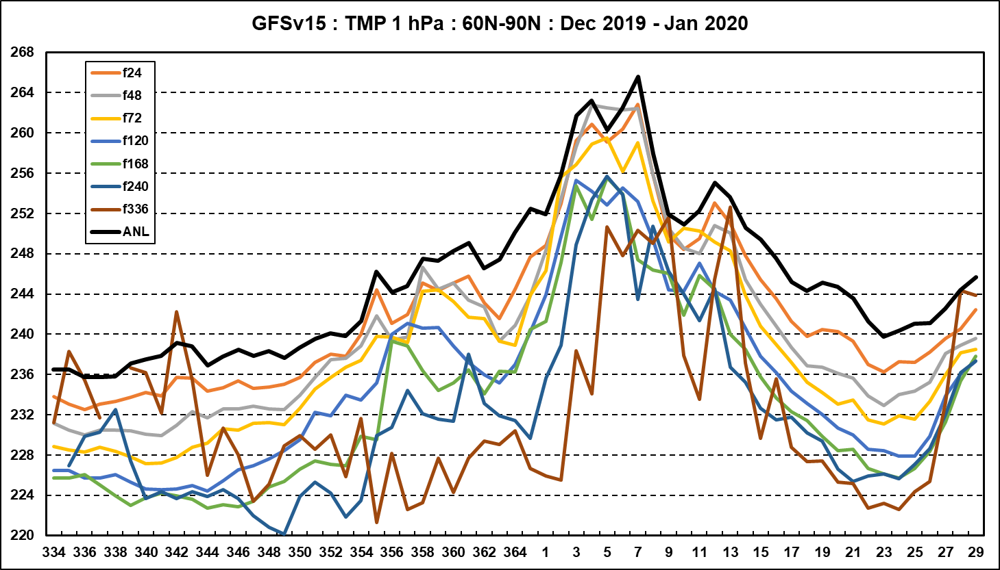 GFSv15 : TMP 1 hPa : 60N-90N : Dec 2019 - Jan 2020
268
264
260
256
252
248
244
240
236
232
228
224
220
f24
f48
f72
f120
f168
f240
f336
ANL
334 336 338 340 342 344 346 348 350 352 354 356 358 360 362 364 1 3 5 7 9 11 13 15 17 19 21 23 25 27 29